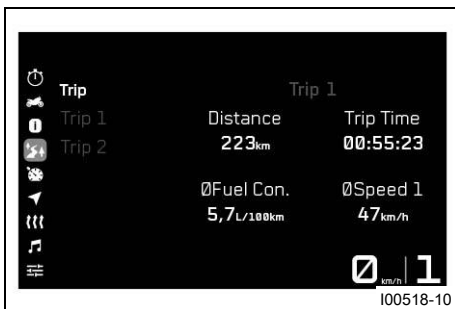 Trip
Trip 1
Trip 1
Distance
Trip Time
Trip 2
223km
00:55:23
ØFuel Con.
ØSpeed 1
5,7L/100km
47km/h
0 km/h 1
I00518-10